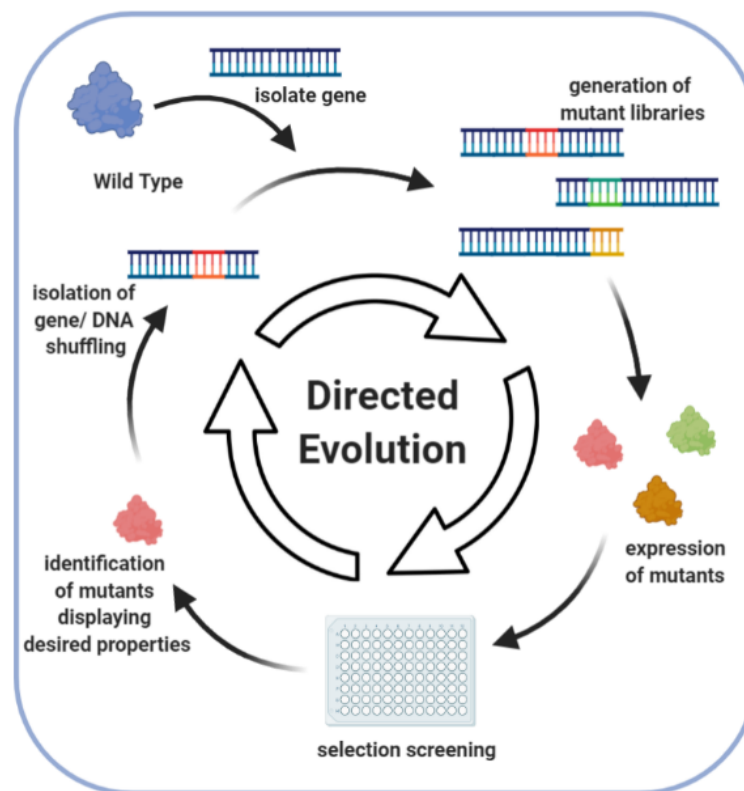 isolate gene
Wild Type
generation of
mutant libraries
isolation of
gene/ DNA
shuffling
Directed
Evolution
expression
of mutants
identification
of mutants
displaying
desired properties
selection screening